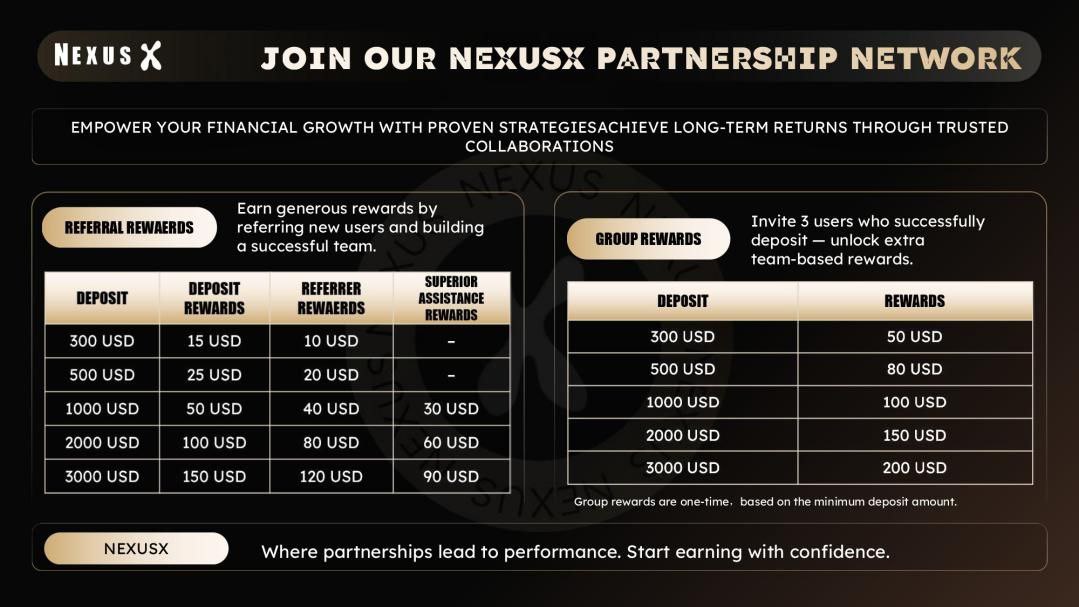 NEXUS X
JOIN OUR NEXUSX PARTNERSHIP NETWORK
EMPOWER YOUR FINANCIAL GROWTH WITH PROVEN STRATEGIESACHIEVE LONG-TERM RETURNS THROUGH TRUSTED
COLLABORATIONS
REFERRAL REWAERDS
Earn generous rewards by
referring new users and building
a successful team.
DEPOSIT DEPOSIT REWARDS REFERRER REWAERDS SUPERIOR ASSISTANCE REWARDS
300 USD 15 USD 10 USD –
500 USD 25 USD 20 USD –
1000 USD 50 USD 40 USD 30 USD
2000 USD 100 USD 80 USD 60 USD
3000 USD 150 USD 120 USD 90 USD
GROUP REWARDS
Invite 3 users who successfully
deposit — unlock extra
team-based rewards.
DEPOSIT REWARDS
300 USD 50 USD
500 USD 80 USD
1000 USD 100 USD
2000 USD 150 USD
3000 USD 200 USD
Group rewards are one-time，based on the minimum deposit amount.
NEXUSX
Where partnerships lead to performance. Start earning with confidence.